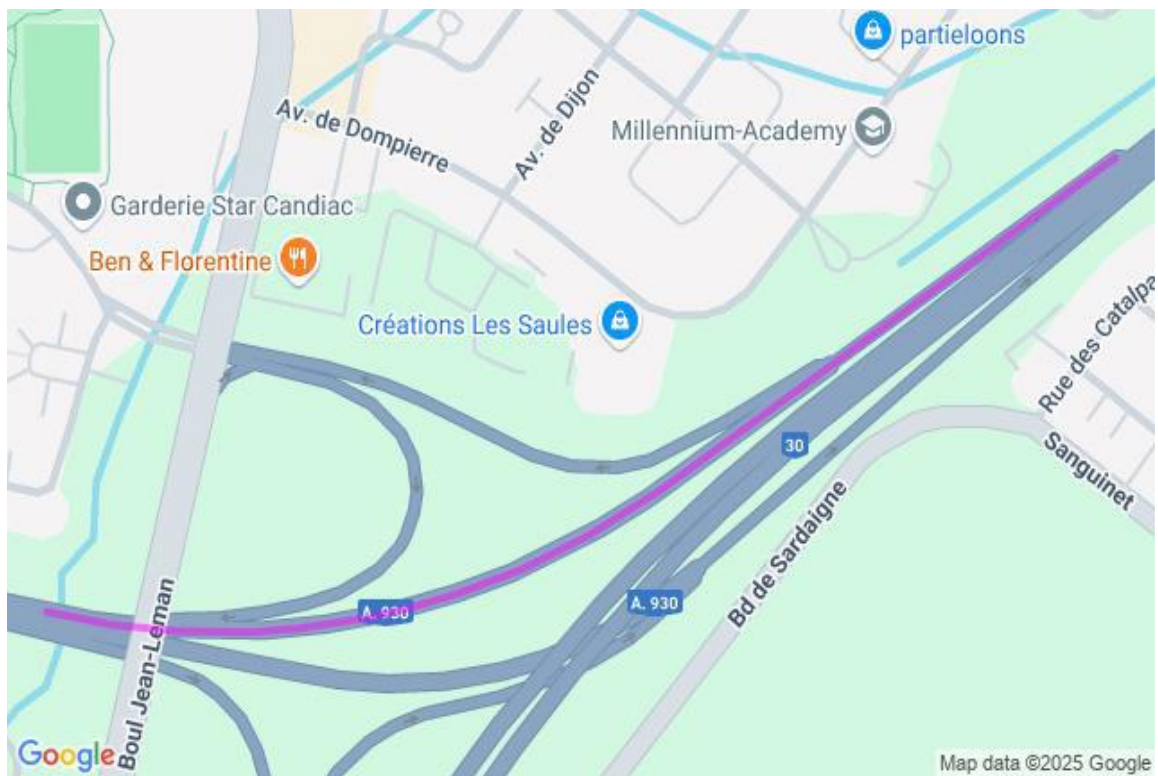 partieloons
Av. de Dompierre
Av. de Dijon
Millennium-Academy
Garderie Star Candiac
Ben & Florentine
Créations Les Saules
Rue des Catalpa
30
Sanguinet
Bd de Sardaigne
A. 930
A. 930
Boul Jean-Leman
Google
Map data ©2025 Google